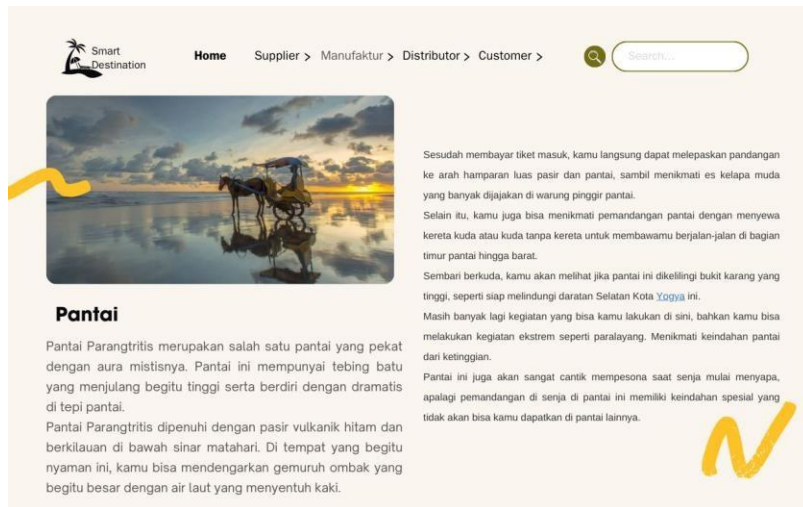 Smart
Destination
Home
Supplier >
Manufaktur >
Distributor >
Customer >
Search...
Pantai
Pantai Parangtritis merupakan salah satu pantai yang pekat
dengan aura mistisnya. Pantai ini mempunyai tebing batu
yang menjulang begitu tinggi serta berdiri dengan dramatis
di tepi pantai.
Pantai Parangtritis dipenuhi dengan pasir vulkanik hitam dan
berkilauan di bawah sinar matahari. Di tempat yang begitu
nyaman ini, kamu bisa mendengarkan gemuruh ombak yang
begitu besar dengan air laut yang menyentuh kaki.
Sesudah membayar tiket masuk, kamu langsung dapat melepaskan pandangan
ke arah hamparan luas pasir dan pantai, sambil menikmati es kelapa muda
yang banyak dijajakan di warung pinggir pantai.
Selain itu, kamu juga bisa menikmati pemandangan pantai dengan menyewa
kereta kuda atau kuda tanpa kereta untuk membawamu berjalan-jalan di bagian
timur pantai hingga barat.
Sembari berkuda, kamu akan melihat jika pantai ini dikelilingi bukit karang yang
tinggi, seperti siap melindungi daratan Selatan Kota Yogya ini.
Masih banyak lagi kegiatan yang bisa kamu lakukan di sini, bahkan kamu bisa
melakukan kegiatan ekstrem seperti paralayang. Menikmati keindahan pantai
dari ketinggian.
Pantai ini juga akan sangat cantik mempesona saat senja mulai menyapa,
apalagi pemandangan di senja di pantai ini memiliki keindahan spesial yang
tidak akan bisa kamu dapatkan di pantai lainnya.